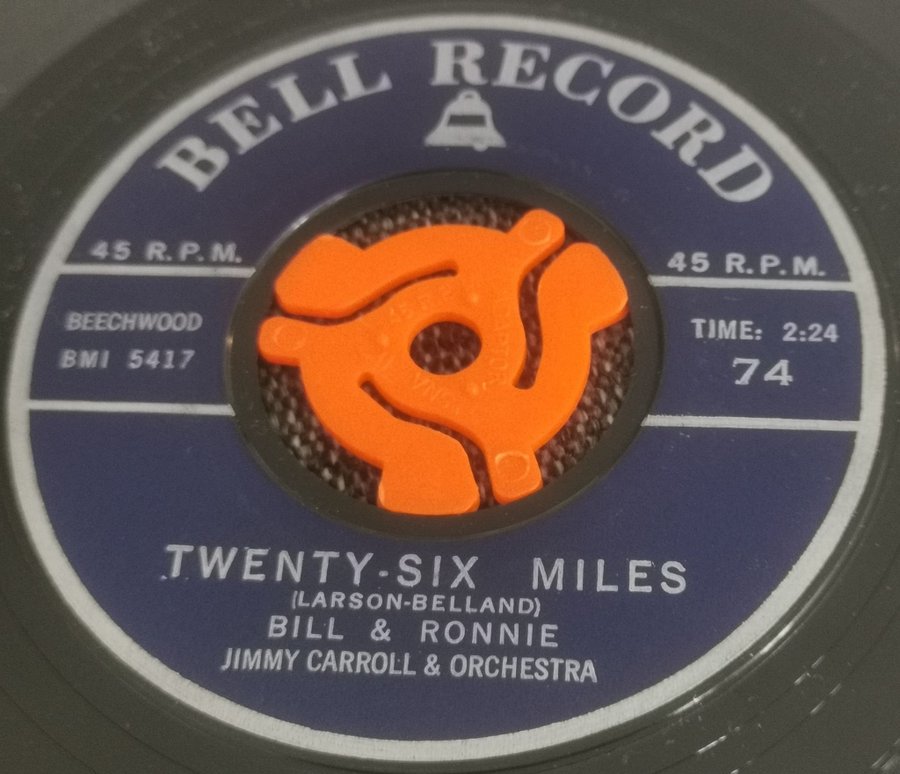 BELL RECORD
45 R.P.M.
45 R.P.M.
BEECHWOOD
BMI 5417
TIME: 2:24
74
TWENTY-SIX MILES
(LARSON-BELLAND)
BILL & RONNIE
JIMMY CARROLL & ORCHESTRA